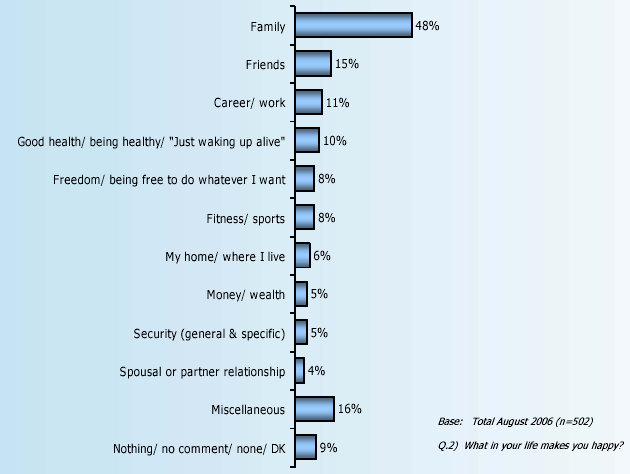 Family 48%
Friends 15%
Career/ work 11%
Good health/ being healthy/ "Just waking up alive" 10%
Freedom/ being free to do whatever I want 8%
Fitness/ sports 8%
My home/ where I live 6%
Money/ wealth 5%
Security (general & specific) 5%
Spousal or partner relationship 4%
Miscellaneous 16%
Base: Total August 2006 (n=502)
Nothing/ no comment/ none/ DK 9%
Q.2) What in your life makes you happy?